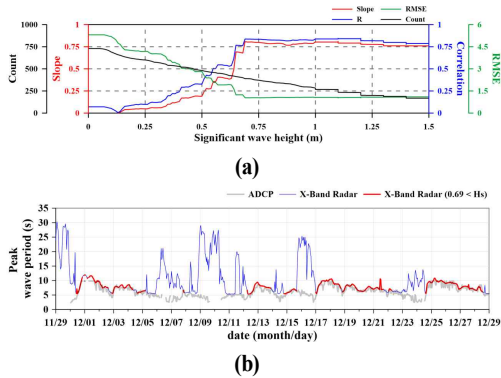 Slope RMSE
R Count
1000 1 1 6
750 0.75 0.75 4.5
500 0.5 0.5 3
250 0.25 0.25 1.5
0 0 0 0
Count
Slope
Correlation
RMSE
0 0.25 0.5 0.75 1 1.25 1.5
Significant wave height (m)
(a)
ADCP X-Band Radar X-Band Radar (0.69 < Hs)
35
30
25
20
15
10
5
0
Peak
wave period (s)
11/29 12/01 12/03 12/05 12/07 12/09 12/11 12/13 12/15 12/17 12/19 12/21 12/23 12/25 12/27 12/29
date (month/day)
(b)